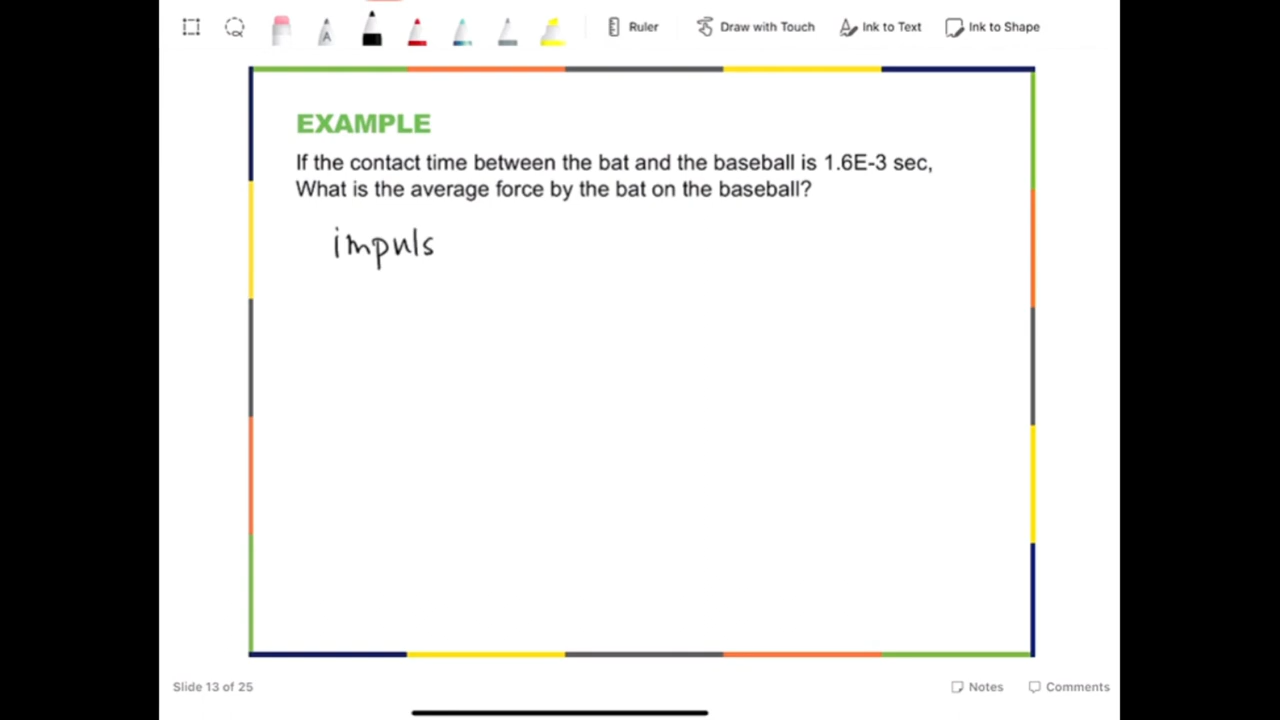 Ruler Draw with Touch Ink to Text Ink to Shape
EXAMPLE
If the contact time between the bat and the baseball is 1.6E-3 sec,
What is the average force by the bat on the baseball?
impuls
Slide 13 of 25 Notes Comments